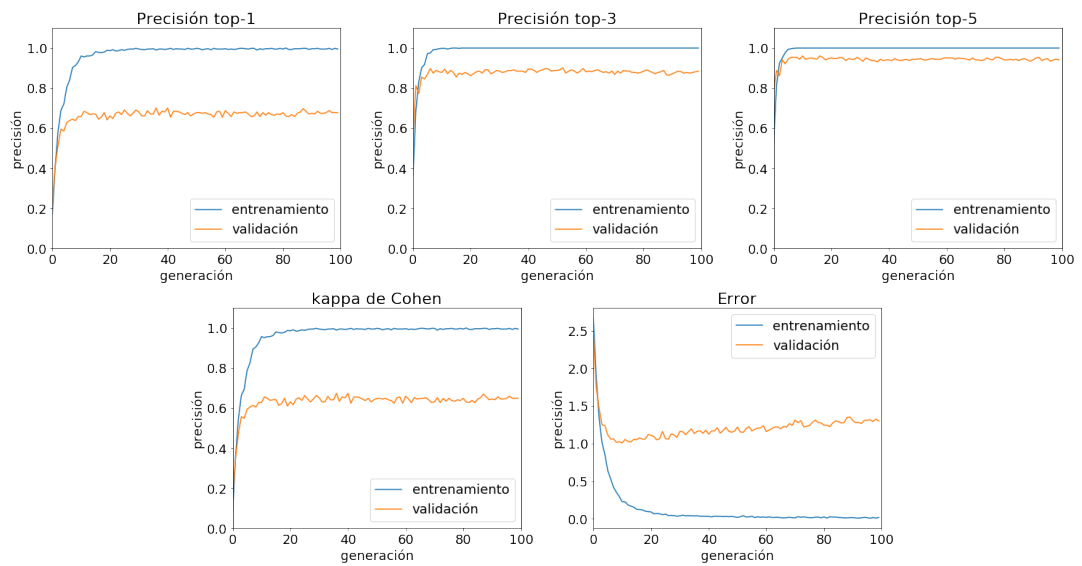 Precisión top-1
Precisión top-3
Precisión top-5
precisión
1.0
0.8
0.6
0.4
0.2
0.0
0 20 40 60 80 100
generación
entrenamiento
validación
precisión
1.0
0.8
0.6
0.4
0.2
0.0
0 20 40 60 80 100
generación
entrenamiento
validación
precisión
1.0
0.8
0.6
0.4
0.2
0.0
0 20 40 60 80 100
generación
entrenamiento
validación
kappa de Cohen
precisión
1.0
0.8
0.6
0.4
0.2
0.0
0 20 40 60 80 100
generación
entrenamiento
validación
Error
precisión
2.5
2.0
1.5
1.0
0.5
0.0
0 20 40 60 80 100
generación
entrenamiento
validación